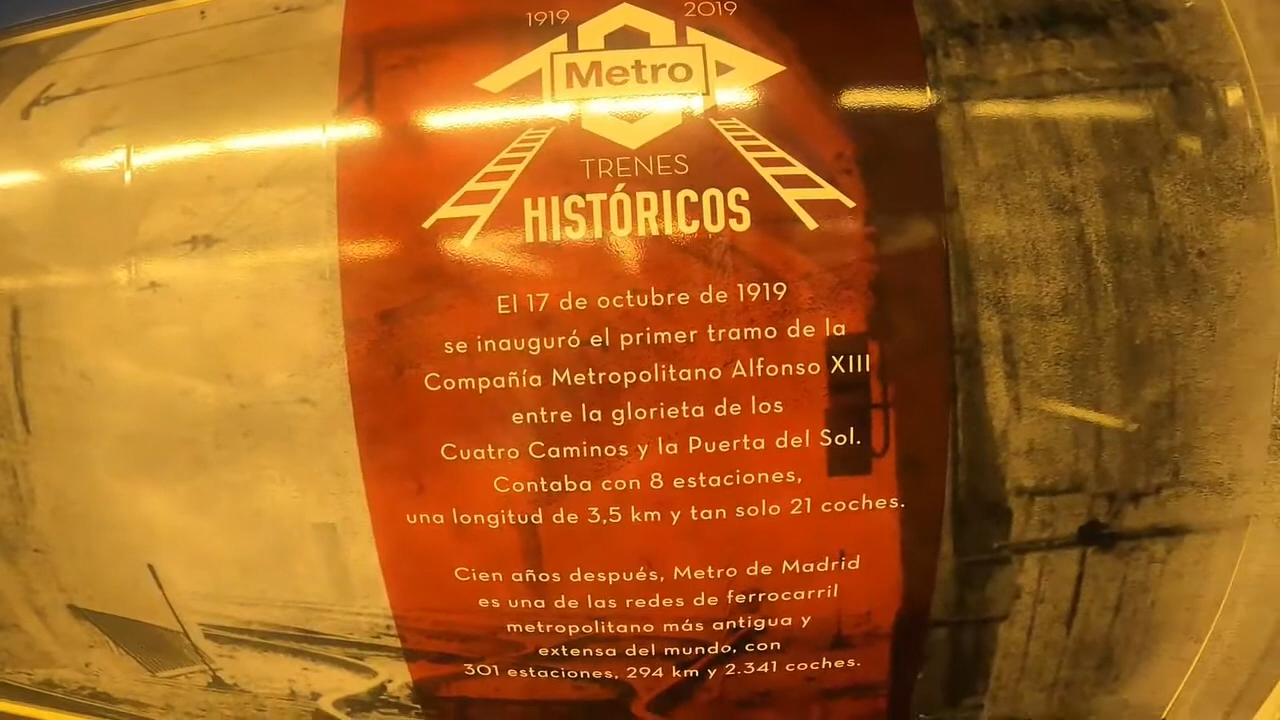 1919 2019
Metro
TRENES
HISTÓRICOS
El 17 de octubre de 1919
se inauguró el primer tramo de la
Compañía Metropolitano Alfonso XIII
entre la glorieta de los
Cuatro Caminos y la Puerta del Sol.
Contaba con 8 estaciones,
una longitud de 3,5 km y tan solo 21 coches.
Cien años después, Metro de Madrid
es una de las redes de ferrocarril
metropolitano más antigua y
extensa del mundo, con
301 estaciones, 294 km y 2.341 coches.